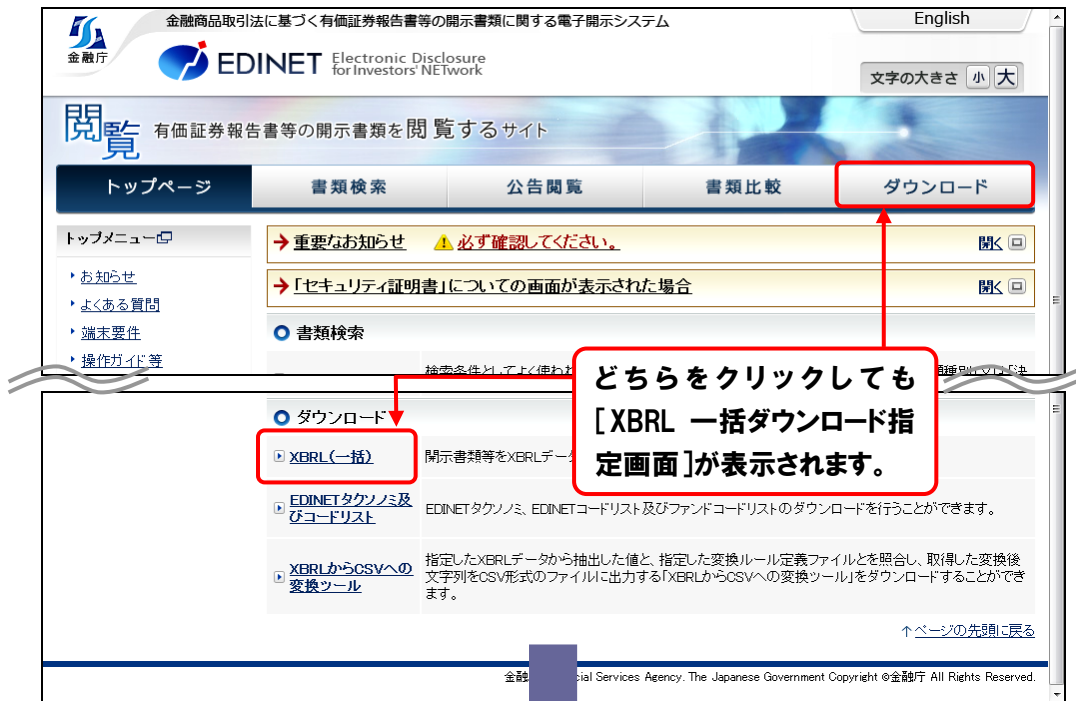 金融商品取引法に基づく有価証券報告書等の開示書類に関する電子開示システム
English
金融庁
EDINET Electronic Disclosure
for Investors' NETwork
文字の大きさ 小 大
閲覧 有価証券報告書等の開示書類を閲覧するサイト
トップページ 書類検索 公告閲覧 書類比較 ダウンロード
トップメニュー
重要なお知らせ 必ず確認してください。 開く
お知らせ
「セキュリティ証明書」についての画面が表示された場合 開く
よくある質問
端末要件
書類検索
操作ガイド等
検索条件としてよく使われ
どちらをクリックしても
[XBRL 一括ダウンロード指
定画面]が表示されます。
ダウンロード
XBRL(一括) 開示書類等をXBRLデー
EDINETタクソノミ及
びコードリスト
EDINETタクソノミ、EDINETコードリスト及びファンドコードリストのダウンロードを行うことができます。
XBRLからCSVへの
変換ツール
指定したXBRLデータから抽出した値と、指定した変換ルール定義ファイルとを照合し、取得した変換後
文字列をCSV形式のファイルに出力する「XBRLからCSVへの変換ツール」をダウンロードすることができ
ます。
↑ページの先頭に戻る
金融 cial Services Agency. The Japanese Government Copyright ©金融庁 All Rights Reserved.